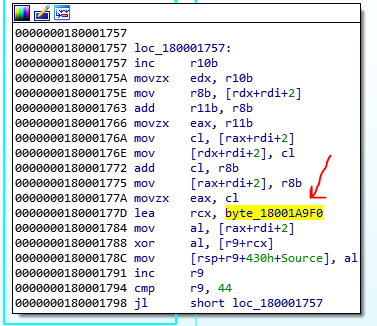 0000000180001757
0000000180001757 loc_180001757:
0000000180001757 inc r10b
000000018000175A movzx edx, r10b
000000018000175E mov r8b, [rdx+rdi+2]
0000000180001763 add r11b, r8b
0000000180001766 movzx eax, r11b
000000018000176A mov cl, [rax+rdi+2]
000000018000176E mov [rdx+rdi+2], cl
0000000180001772 add cl, r8b
0000000180001775 mov [rax+rdi+2], r8b
000000018000177A movzx eax, cl
000000018000177D lea rcx, byte_18001A9F0
0000000180001784 mov al, [rax+rdi+2]
0000000180001788 xor al, [r9+rcx]
000000018000178C mov [rsp+r9+430h+Source], al
0000000180001791 inc r9
0000000180001794 cmp r9, 44
0000000180001798 jl short loc_180001757